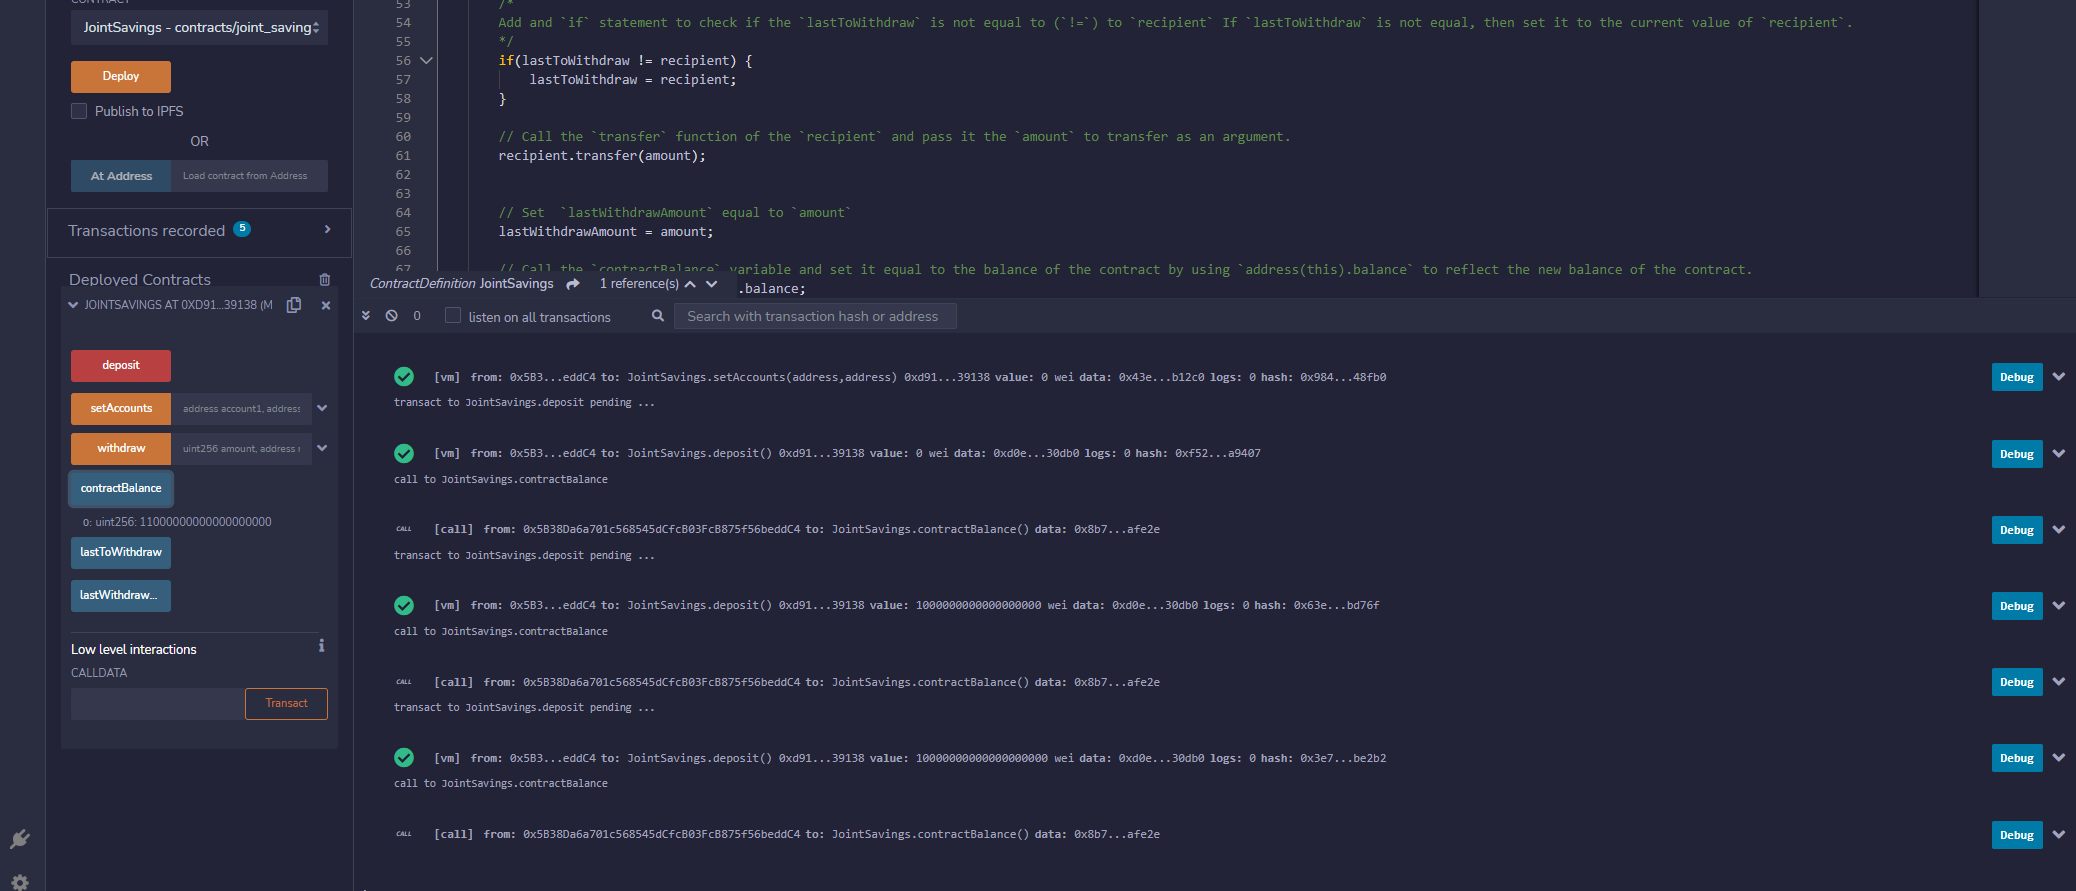 CONTRACT
JointSavings - contracts/joint_saving
Deploy
Publish to IPFS
OR
At Address
Load contract from Address
Transactions recorded 5
Deployed Contracts
JOINTSAVINGS AT 0XD91...39138 (M
deposit
setAccounts
address account1, address
withdraw
uint256 amount, address r
contractBalance
0: uint256: 11000000000000000000
lastToWithdraw
lastWithdraw...
Low level interactions
i
CALLDATA
Transact
53 /*
54 Add and `if` statement to check if the `lastToWithdraw` is not equal to (`!=`) to `recipient` If `lastToWithdraw` is not equal, then set it to the current value of `recipient`.
55 */
56 if(lastToWithdraw != recipient) {
57 lastToWithdraw = recipient;
58 }
59
60 // Call the `transfer` function of the `recipient` and pass it the `amount` to transfer as an argument.
61 recipient.transfer(amount);
62
63
64 // Set  `lastWithdrawAmount` equal to `amount`
65 lastWithdrawAmount = amount;
66
67 // Call the `contractBalance` variable and set it equal to the balance of the contract by using `address(this).balance` to reflect the new balance of the contract.
ContractDefinition JointSavings 1 reference(s) .balance;
0 listen on all transactions Search with transaction hash or address
[vm] from: 0x5B3...eddC4 to: JointSavings.setAccounts(address,address) 0xd91...39138 value: 0 wei data: 0x43e...b12c0 logs: 0 hash: 0x984...48fb0 Debug
transact to JointSavings.deposit pending ...
[vm] from: 0x5B3...eddC4 to: JointSavings.deposit() 0xd91...39138 value: 0 wei data: 0xd0e...30db0 logs: 0 hash: 0xf52...a9407 Debug
call to JointSavings.contractBalance
CALL [call] from: 0x5B38Da6a701c568545dCfcB03FcB875f56beddC4 to: JointSavings.contractBalance() data: 0x8b7...afe2e Debug
transact to JointSavings.deposit pending ...
[vm] from: 0x5B3...eddC4 to: JointSavings.deposit() 0xd91...39138 value: 1000000000000000000 wei data: 0xd0e...30db0 logs: 0 hash: 0x63e...bd76f Debug
call to JointSavings.contractBalance
CALL [call] from: 0x5B38Da6a701c568545dCfcB03FcB875f56beddC4 to: JointSavings.contractBalance() data: 0x8b7...afe2e Debug
transact to JointSavings.deposit pending ...
[vm] from: 0x5B3...eddC4 to: JointSavings.deposit() 0xd91...39138 value: 10000000000000000000 wei data: 0xd0e...30db0 logs: 0 hash: 0x3e7...be2b2 Debug
call to JointSavings.contractBalance
CALL [call] from: 0x5B38Da6a701c568545dCfcB03FcB875f56beddC4 to: JointSavings.contractBalance() data: 0x8b7...afe2e Debug